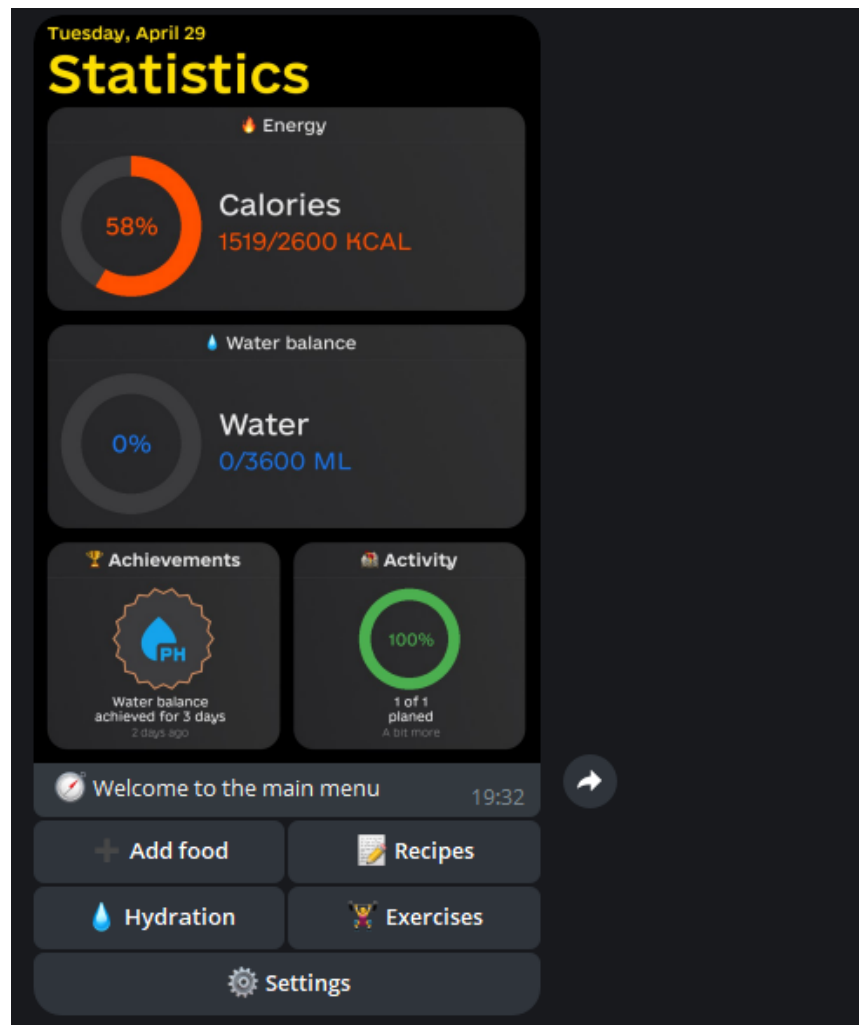 Tuesday, April 29
Statistics
🔥 Energy
58%
Calories
1519/2600 KCAL
💧 Water balance
0%
Water
0/3600 ML
🏆 Achievements
PH
Water balance
achieved for 3 days
2 days ago
Activity
100%
1 of 1
planed
A bit more
Welcome to the main menu
19:32
➕ Add food
📝 Recipes
💧 Hydration
🏋️ Exercises
⚙️ Settings